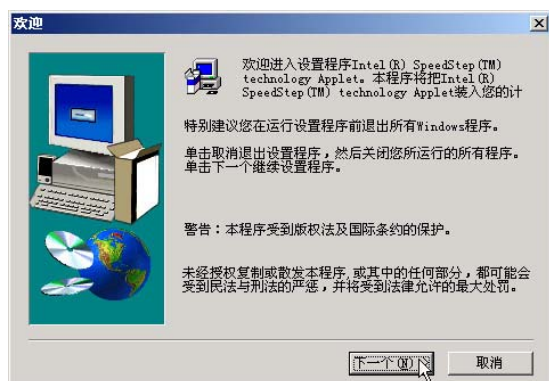 欢迎
欢迎进入设置程序Intel(R) SpeedStep(TM)
technology Applet。本程序将把Intel(R)
SpeedStep(TM) technology Applet装入您的计
特别建议您在运行设置程序前退出所有Windows程序。
单击取消退出设置程序，然后关闭您所运行的所有程序。
单击下一个继续设置程序。
警告：本程序受到版权法及国际条约的保护。
未经授权复制或散发本程序，或其中的任何部分，都可能会
受到民法与刑法的严惩，并将受到法律允许的最大处罚。
下一个(N) >
取消